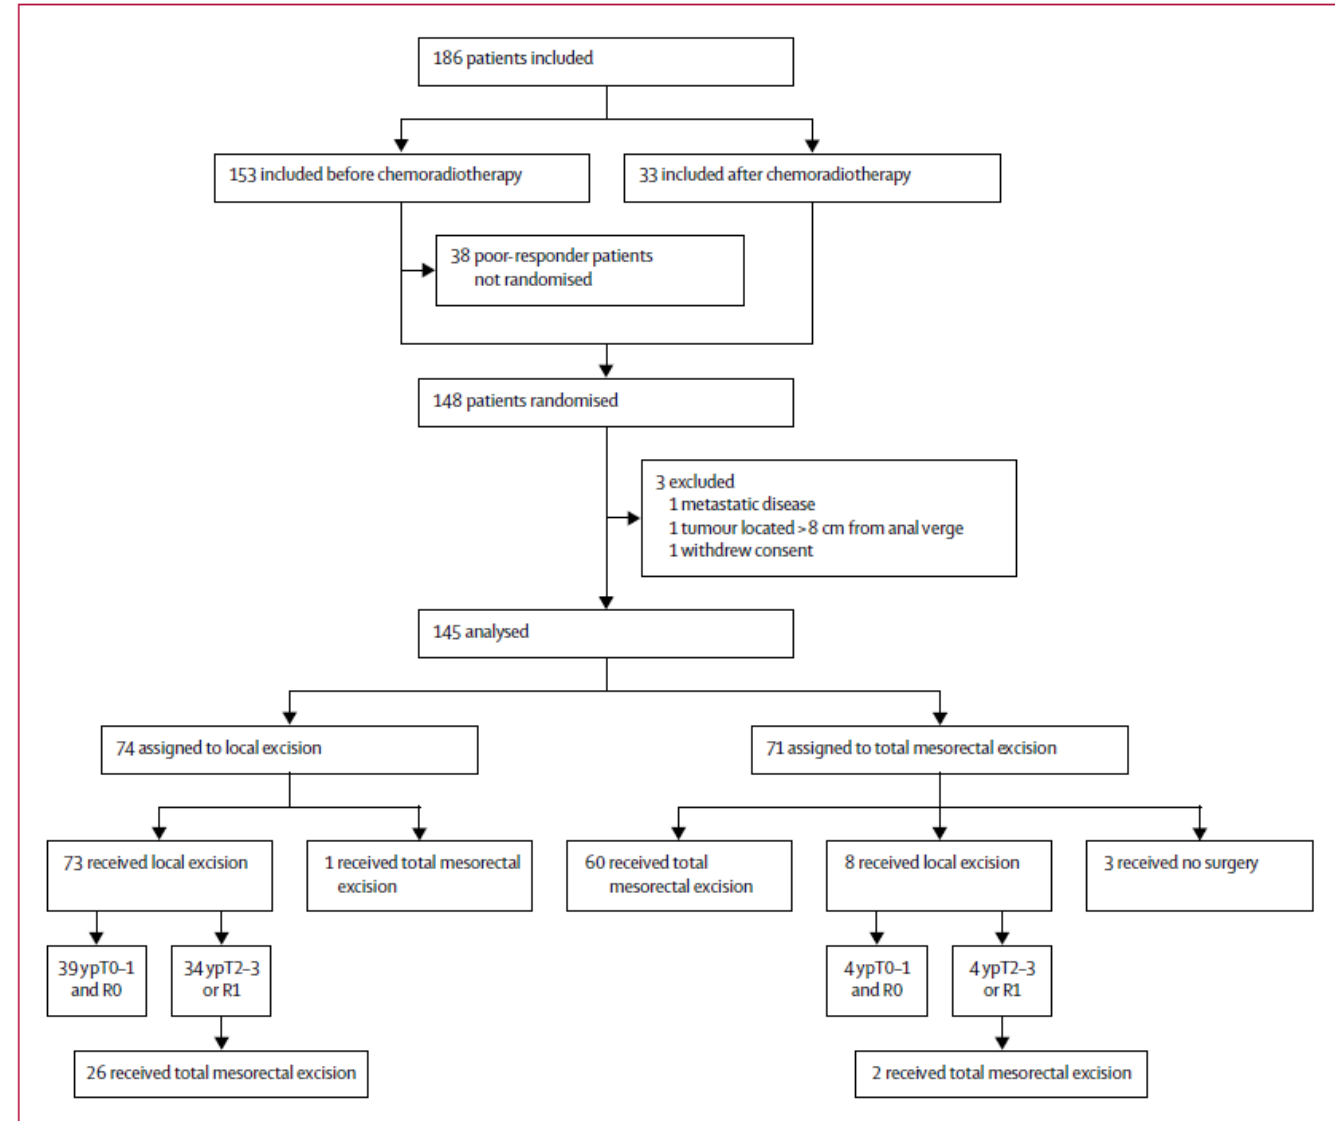 186 patients included
153 included before chemoradiotherapy
33 included after chemoradiotherapy
38 poor-responder patients
not randomised
148 patients randomised
3 excluded
1 metastatic disease
1 tumour located >8 cm from anal verge
1 withdrew consent
145 analysed
74 assigned to local excision
71 assigned to total mesorectal excision
73 received local excision
1 received total mesorectal
excision
60 received total
mesorectal excision
8 received local excision
3 received no surgery
39 ypT0–1
and R0
34 ypT2–3
or R1
4 ypT0–1
and R0
4 ypT2–3
or R1
26 received total mesorectal excision
2 received total mesorectal excision